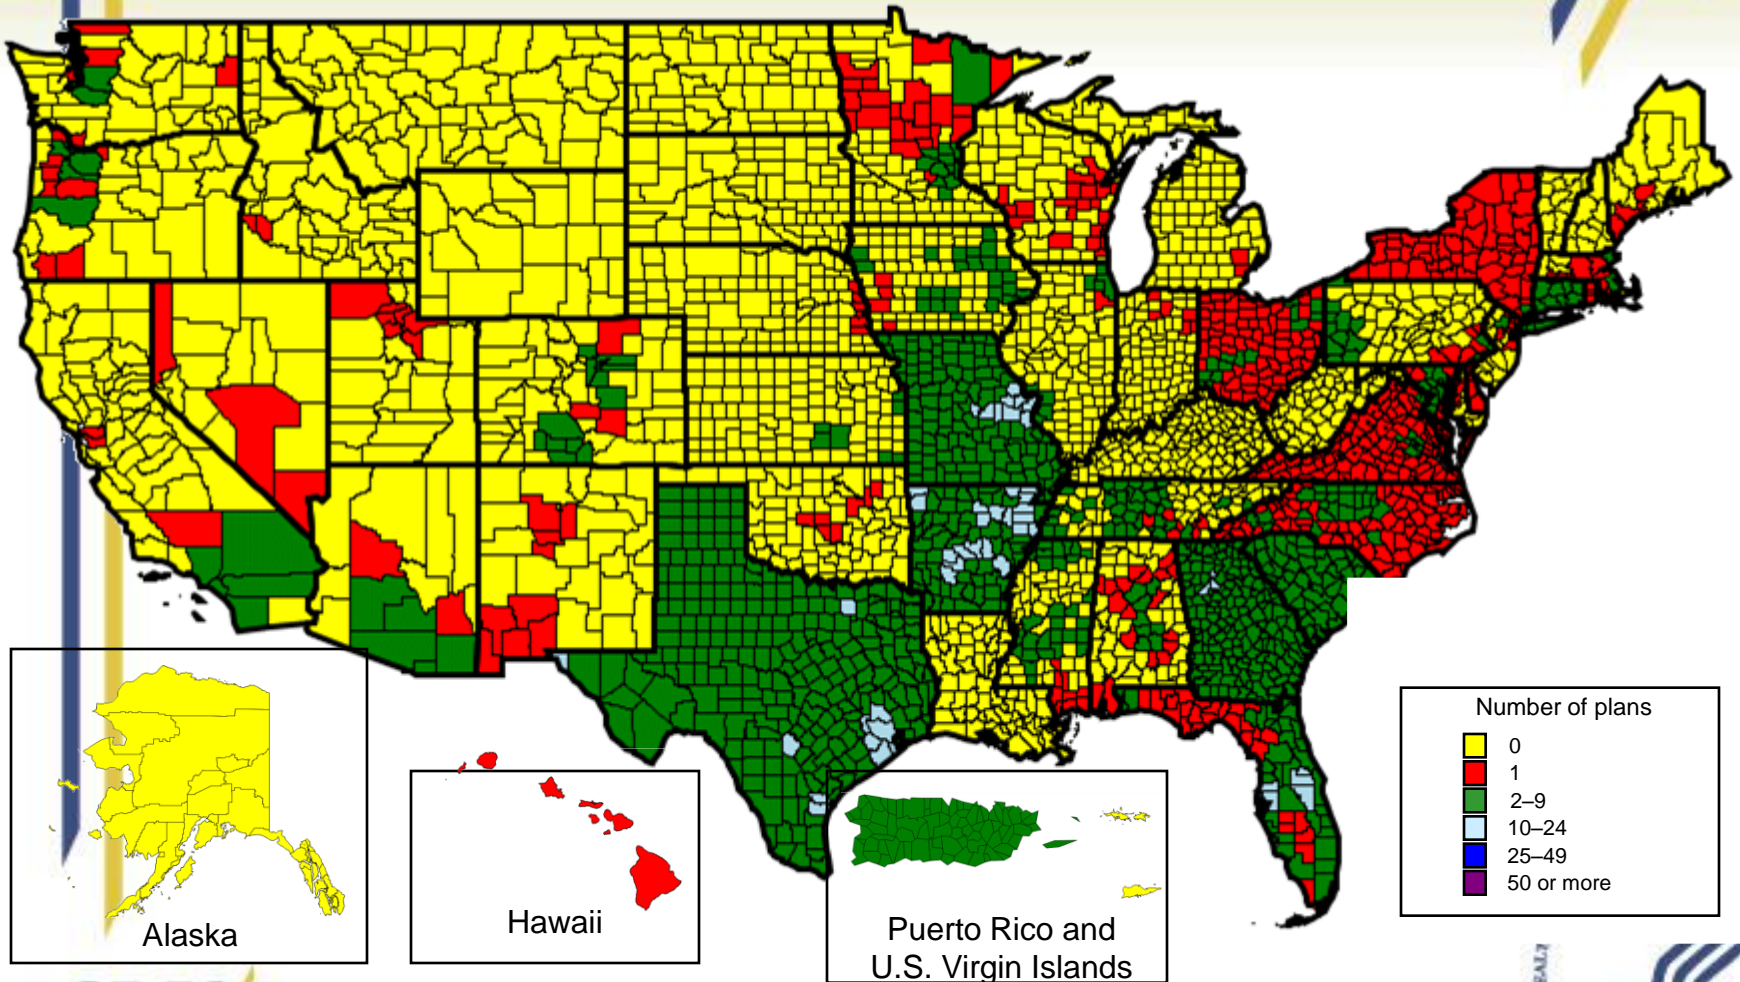 Number of plans
0
1
2–9
10–24
25–49
50 or more
Alaska
Hawaii
Puerto Rico and
U.S. Virgin Islands